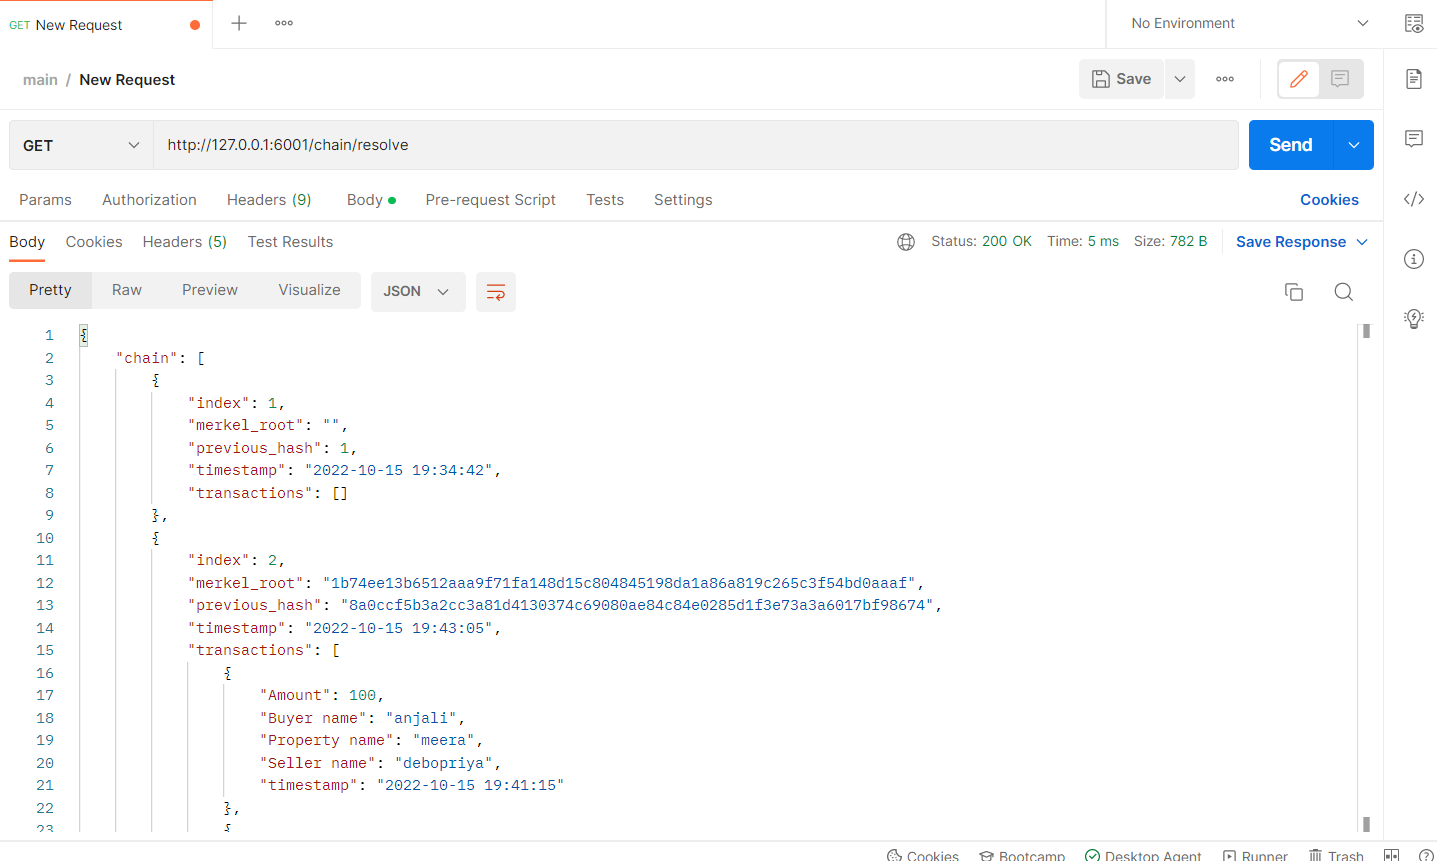 GET New Request
No Environment
main / New Request
Save
GET
http://127.0.0.1:6001/chain/resolve
Send
Params Authorization Headers (9) Body Pre-request Script Tests Settings Cookies
Body Cookies Headers (5) Test Results Status: 200 OK Time: 5 ms Size: 782 B Save Response
Pretty Raw Preview Visualize JSON
1 {
2 "chain": [
3 {
4 "index": 1,
5 "merkel_root": "",
6 "previous_hash": 1,
7 "timestamp": "2022-10-15 19:34:42",
8 "transactions": []
9 },
10 {
11 "index": 2,
12 "merkel_root": "1b74ee13b6512aaa9f71fa148d15c804845198da1a86a819c265c3f54bd0aaaf",
13 "previous_hash": "8a0ccf5b3a2cc3a81d4130374c69080ae84c84e0285d1f3e73a3a6017bf98674",
14 "timestamp": "2022-10-15 19:43:05",
15 "transactions": [
16 {
17 "Amount": 100,
18 "Buyer name": "anjali",
19 "Property name": "meera",
20 "Seller name": "debopriya",
21 "timestamp": "2022-10-15 19:41:15"
22 },
23 {
Cookies Bootcamp Desktop Agent Runner Trash